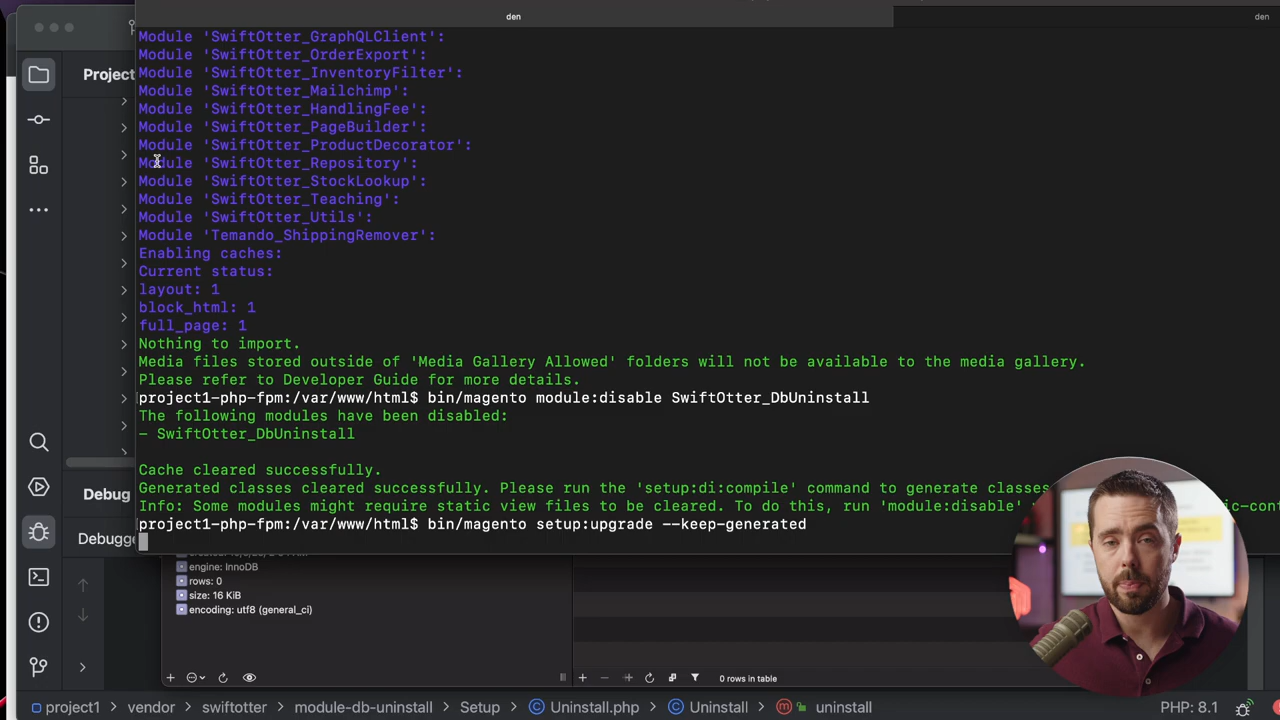 den
den
Project
Module 'SwiftOtter_GraphQLClient':
Module 'SwiftOtter_OrderExport':
Module 'SwiftOtter_InventoryFilter':
Module 'SwiftOtter_Mailchimp':
Module 'SwiftOtter_HandlingFee':
Module 'SwiftOtter_PageBuilder':
Module 'SwiftOtter_ProductDecorator':
Module 'SwiftOtter_Repository':
Module 'SwiftOtter_StockLookup':
Module 'SwiftOtter_Teaching':
Module 'SwiftOtter_Utils':
Module 'Temando_ShippingRemover':
Enabling caches:
Current status:
layout: 1
block_html: 1
full_page: 1
Nothing to import.
Media files stored outside of 'Media Gallery Allowed' folders will not be available to the media gallery.
Please refer to Developer Guide for more details.
project1-php-fpm:/var/www/html$ bin/magento module:disable SwiftOtter_DbUninstall
The following modules have been disabled:
- SwiftOtter_DbUninstall
Cache cleared successfully.
Generated classes cleared successfully. Please run the 'setup:di:compile' command to generate classes
Info: Some modules might require static view files to be cleared. To do this, run 'module:disable'
project1-php-fpm:/var/www/html$ bin/magento setup:upgrade --keep-generated
Debug
Debugge
engine: InnoDB
rows: 0
size: 16 KiB
encoding: utf8 (general_ci)
0 rows in table
project1 vendor swiftotter module-db-uninstall Setup Uninstall.php Uninstall uninstall PHP: 8.1